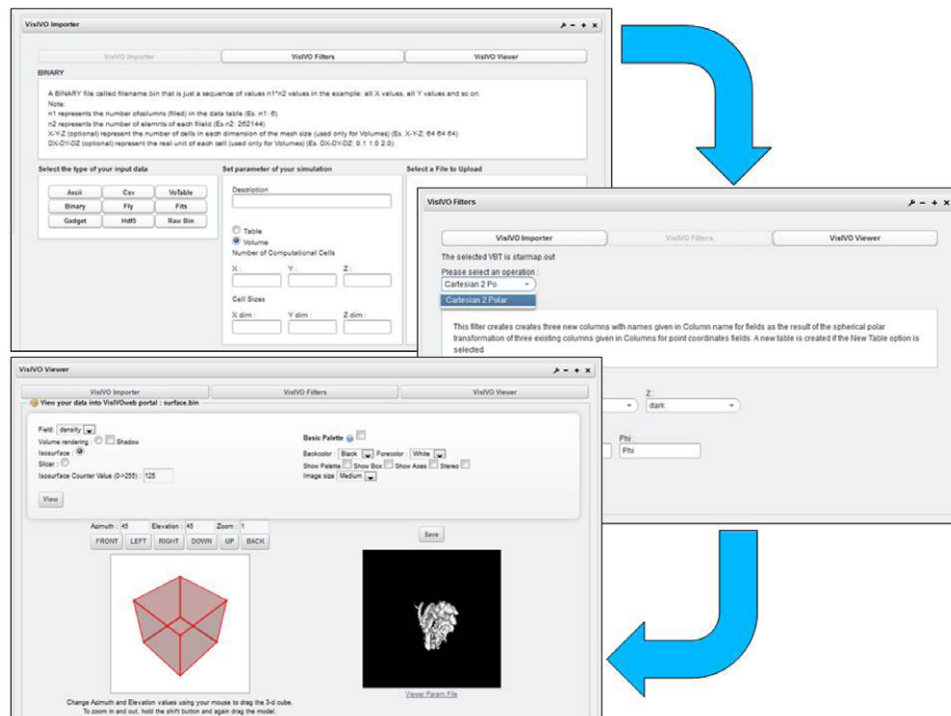 VisIVO Importer
VisIVO Importer VisIVO Filters VisIVO Viewer
BINARY
A BINARY file called filename.bin that is just a sequence of values n1*n2 values in the example: all X values, all Y values and so on.
Note:
n1 represents the number ofcolumns (filed) in the data table (Es. n1: 6)
n2 represents the number of elemnts of each fileld (Es n2: 262144)
X-Y-Z (optional) represent the number of cells in each dimension of the mesh size (used only for Volumes) (Es. X-Y-Z: 64 64 64)
DX-DY-DZ (optional) represent the real unit of each cell (used only for Volumes) (Es. DX-DY-DZ: 0.1 1.0 2.0)
Select the type of your input data
Ascii Csv VoTable
Binary Fly Fits
Gadget Hdf5 Raw Bin
Set parameter of your simulation
Description
Table
Volume
Number of Computational Cells
X : Y : Z :
Cell Sizes
X dim : Y dim : Z dim :
Select a File to Upload
VisIVO Filters
VisIVO Importer VisIVO Filters VisIVO Viewer
The selected VBT is starmap.out
Please select an operation :
Cartesian 2 Po
Cartesian 2 Polar
This filter creates creates three new columns with names given in Column name for fields as the result of the spherical polar
transformation of three existing columns given in Columns for point coordinates fields. A new table is created if the New Table option is
selected
Z :
dark
Phi :
Phi
VisIVO Viewer
VisIVO Importer VisIVO Filters VisIVO Viewer
View your data into VisIVOweb portal : surface.bin
Field: density
Volume rendering : Shadow
Isosurface :
Slicer :
Isosurface Counter Value (0->255) : 125
View
Basic Palette
Backcolor : Black Forecolor : White
Show Palette Show Box Show Axes Stereo
Image size Medium
Azimuth : 45 Elevation : 45 Zoom : 1
FRONT LEFT RIGHT DOWN UP BACK
Save
Change Azimuth and Elevation values using your mouse to drag the 3-d cube.
To zoom in and out, hold the shift button and again drag the model.
Viewer Param File